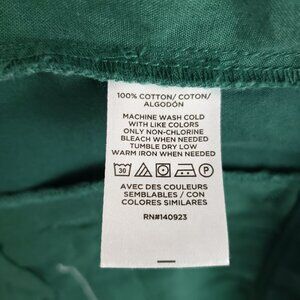 100% COTTON/ COTON/
ALGODÓN
MACHINE WASH COLD
WITH LIKE COLORS
ONLY NON-CHLORINE
BLEACH WHEN NEEDED
TUMBLE DRY LOW
WARM IRON WHEN NEEDED
30 P
AVEC DES COULEURS
SEMBLABLES / CON
COLORES SIMILARES
RN#140923